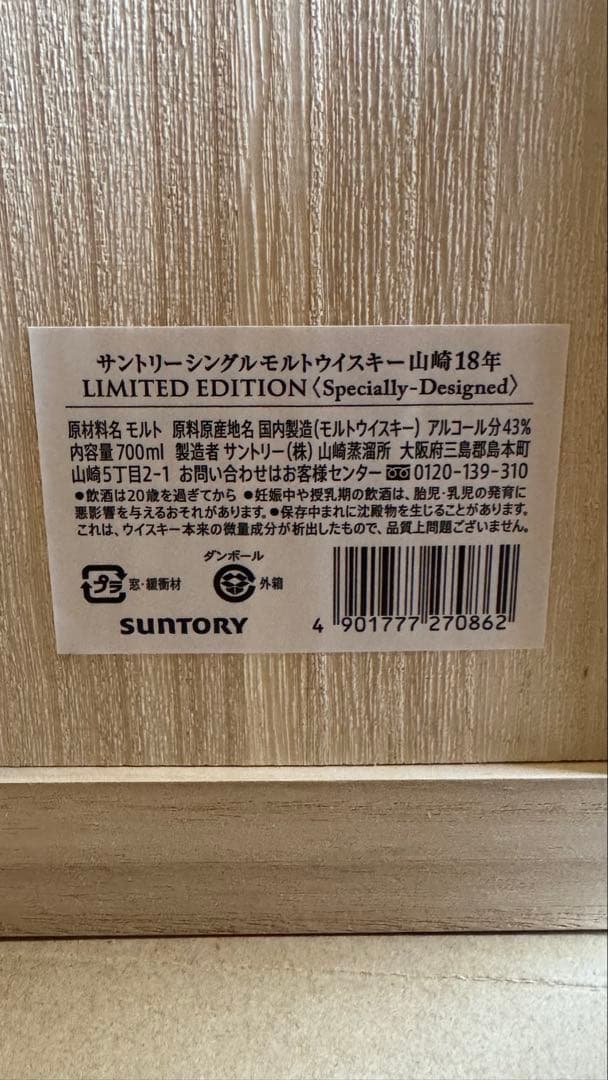 サントリーシングルモルトウイスキー山崎18年
LIMITED EDITION〈Specially-Designed〉
原材料名 モルト 原料原産地名 国内製造(モルトウイスキー) アルコール分43%
内容量700ml 製造者 サントリー(株)山崎蒸溜所 大阪府三島郡島本町
山崎5丁目2-1 お問い合わせはお客様センター 0120-139-310
●飲酒は20歳を過ぎてから ●妊娠中や授乳期の飲酒は、胎児・乳児の発育に
悪影響を与えるおそれがあります。●保存中まれに沈殿物を生じることがあります。
これは、ウイスキー本来の微量成分が析出したもので、品質上問題ございません。
プラ 窓・緩衝材
ダンボール
外箱
SUNTORY
4 901777 270862